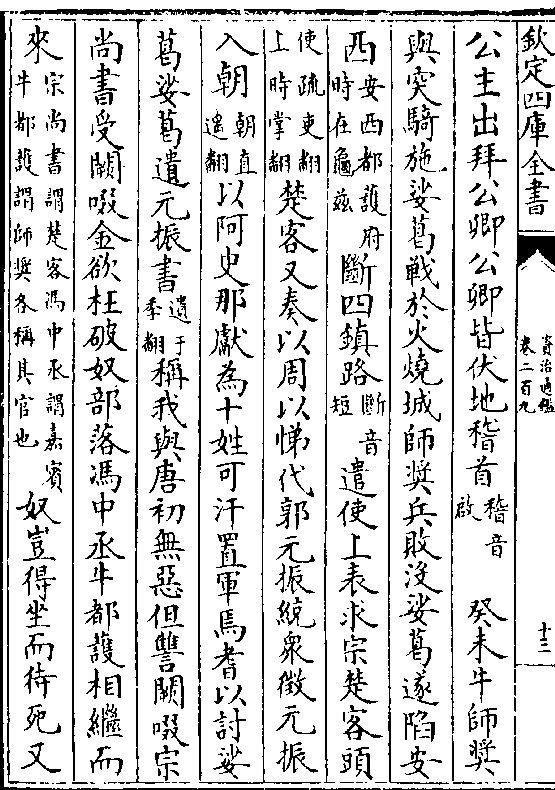 欽定四庫全書
資治通鑑
卷二百九
十三
公主出拜公卿公卿皆伏地稽首稽音啟 癸未牛師奬
與突騎施娑葛戰於火燒城師奬兵敗沒娑葛遂陷安
西安西都護府時在龜兹斷四鎮路斷音短遣使上表求宗楚客頭
使疏吏翻上時掌翻楚客又奏以周以悌代郭元振統衆徵元振
入朝朝直遥翻以阿史那獻為十姓可汗置軍焉耆以討娑
葛娑葛遺元振書遺于季翻稱我與唐初無惡但讐闕啜宗
尚書受闕啜金欲枉破奴部落馮中丞牛都護相繼而
來宗尚書謂楚客馮中丞謂嘉賓牛都護謂師奬各稱其官也奴豈得坐而待死又